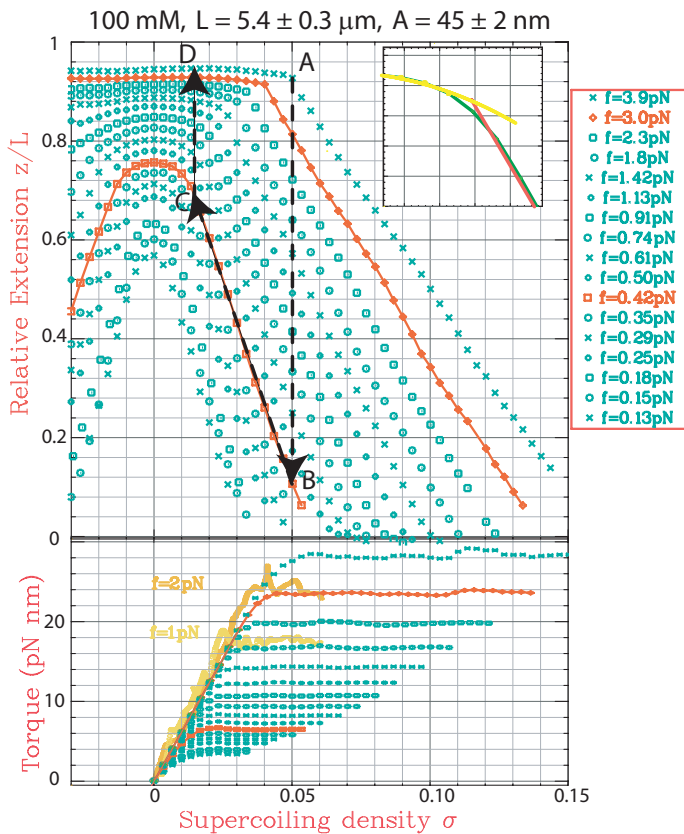 100 mM, L = 5.4 ± 0.3 μm, A = 45 ± 2 nm
D
A
C
B
Relative Extension z/L
1
0.8
0.6
0.4
0.2
0
f=3.9pN
f=3.0pN
f=2.3pN
f=1.8pN
f=1.42pN
f=1.13pN
f=0.91pN
f=0.74pN
f=0.61pN
f=0.50pN
f=0.42pN
f=0.35pN
f=0.29pN
f=0.25pN
f=0.18pN
f=0.15pN
f=0.13pN
f=2pN
f=1pN
Torque (pN nm)
20
10
0
0
0.05
0.10
0.15
Supercoiling density σ